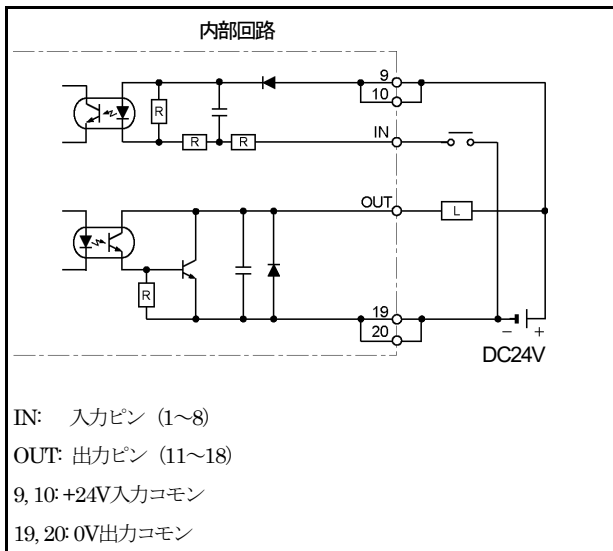 内部回路
9
10
R
IN
R
R
OUT
L
R
19
20
− +
DC24V
IN: 入力ピン (1～8)
OUT: 出力ピン (11～18)
9, 10: +24V入力コモン
19, 20: 0V出力コモン